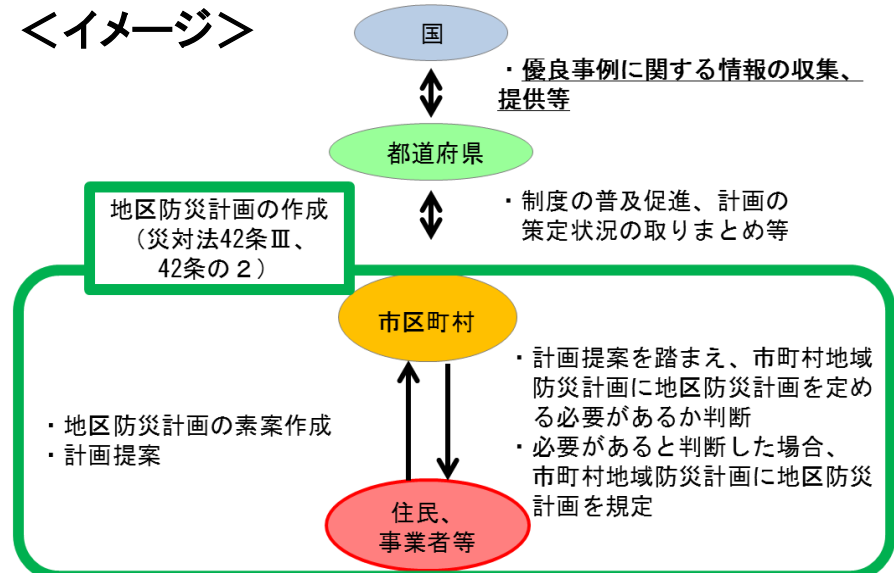 ＜イメージ＞
国
・優良事例に関する情報の収集、
提供等
都道府県
・制度の普及促進、計画の
策定状況の取りまとめ等
地区防災計画の作成
（災対法42条Ⅲ、
42条の２）
市区町村
・計画提案を踏まえ、市町村地域
防災計画に地区防災計画を定め
る必要があるか判断
・必要があると判断した場合、
市町村地域防災計画に地区防災
計画を規定
・地区防災計画の素案作成
・計画提案
住民、
事業者等